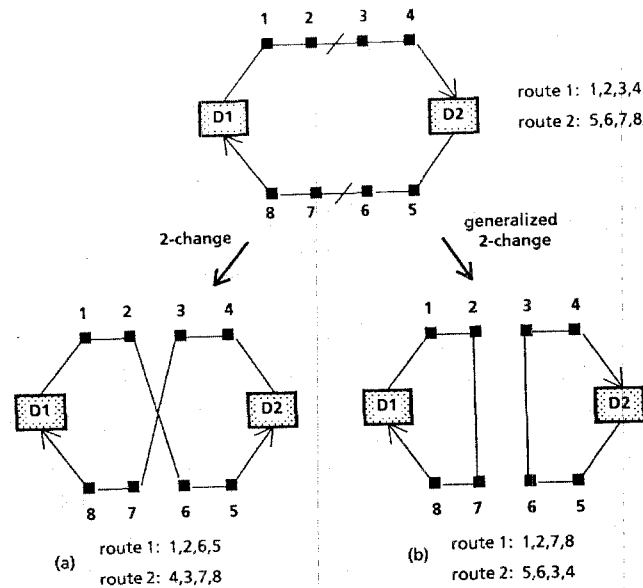 1 2 3 4
D1 D2
route 1: 1,2,3,4
route 2: 5,6,7,8
8 7 6 5
2-change
generalized
2-change
1 2 3 4
D1 D2
8 7 6 5
(a) route 1: 1,2,6,5
route 2: 4,3,7,8
1 2 3 4
D1 D2
8 7 6 5
(b) route 1: 1,2,7,8
route 2: 5,6,3,4